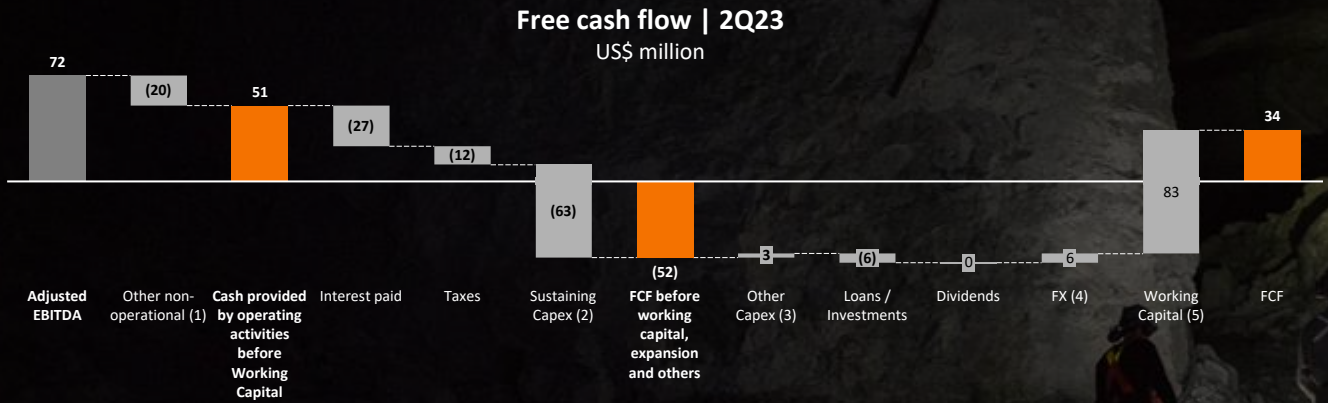 Free cash flow | 2Q23
US$ million
72
(20)
51
(27)
(12)
(63)
(52)
3
(6)
0
6
83
34
Adjusted
EBITDA
Other non-
operational (1)
Cash provided
by operating
activities
before
Working
Capital
Interest paid
Taxes
Sustaining
Capex (2)
FCF before
working
capital,
expansion
and others
Other
Capex (3)
Loans /
Investments
Dividends
FX (4)
Working
Capital (5)
FCF